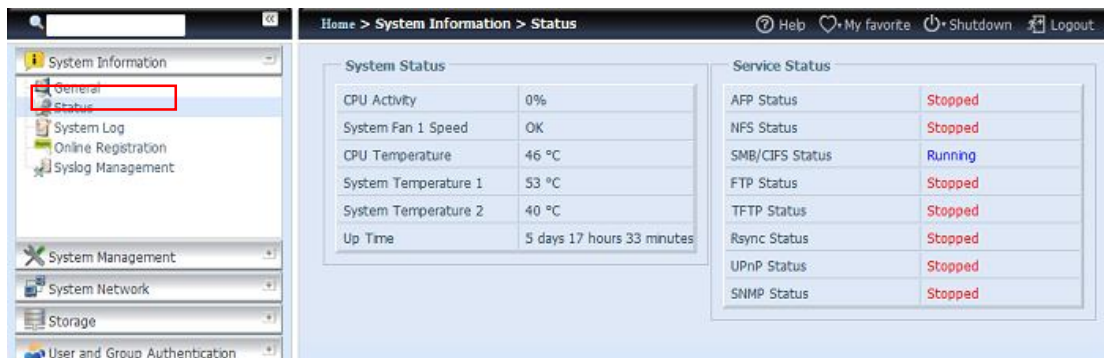 Home > System Information > Status
Help
My favorite
Shutdown
Logout
System Information
General
Status
System Log
Online Registration
Syslog Management
System Management
System Network
Storage
User and Group Authentication
System Status
CPU Activity 0%
System Fan 1 Speed OK
CPU Temperature 46 °C
System Temperature 1 53 °C
System Temperature 2 40 °C
Up Time 5 days 17 hours 33 minutes
Service Status
AFP Status Stopped
NFS Status Stopped
SMB/CIFS Status Running
FTP Status Stopped
TFTP Status Stopped
Rsync Status Stopped
UPnP Status Stopped
SNMP Status Stopped